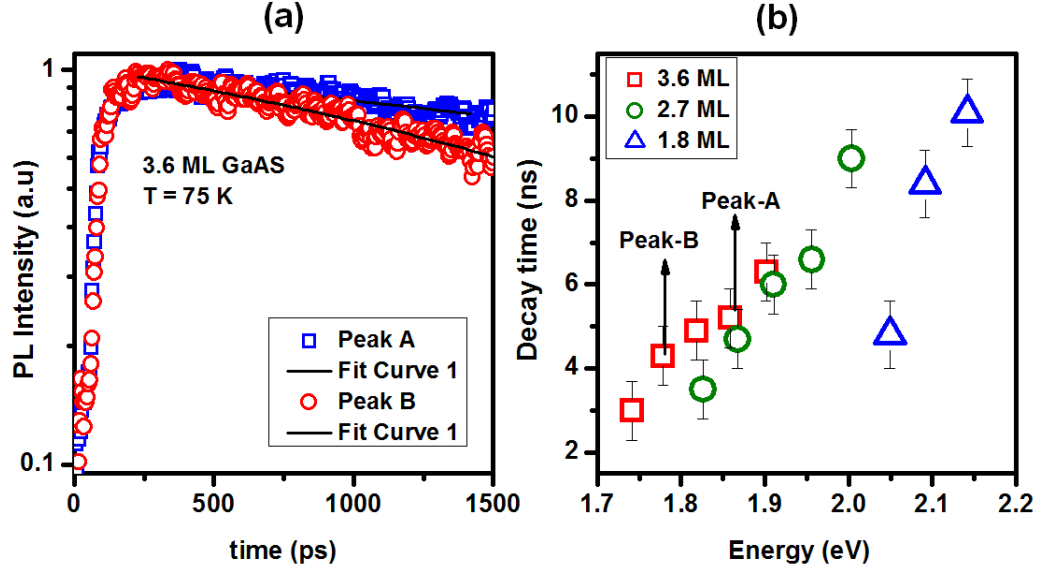 (a)
PL Intensity (a.u)
1
0.1
3.6 ML GaAS
T = 75 K
Peak A
Fit Curve 1
Peak B
Fit Curve 1
0 500 1000 1500
time (ps)
(b)
Decay time (ns)
10
8
6
4
2
3.6 ML
2.7 ML
1.8 ML
Peak-A
Peak-B
1.7 1.8 1.9 2.0 2.1 2.2
Energy (eV)